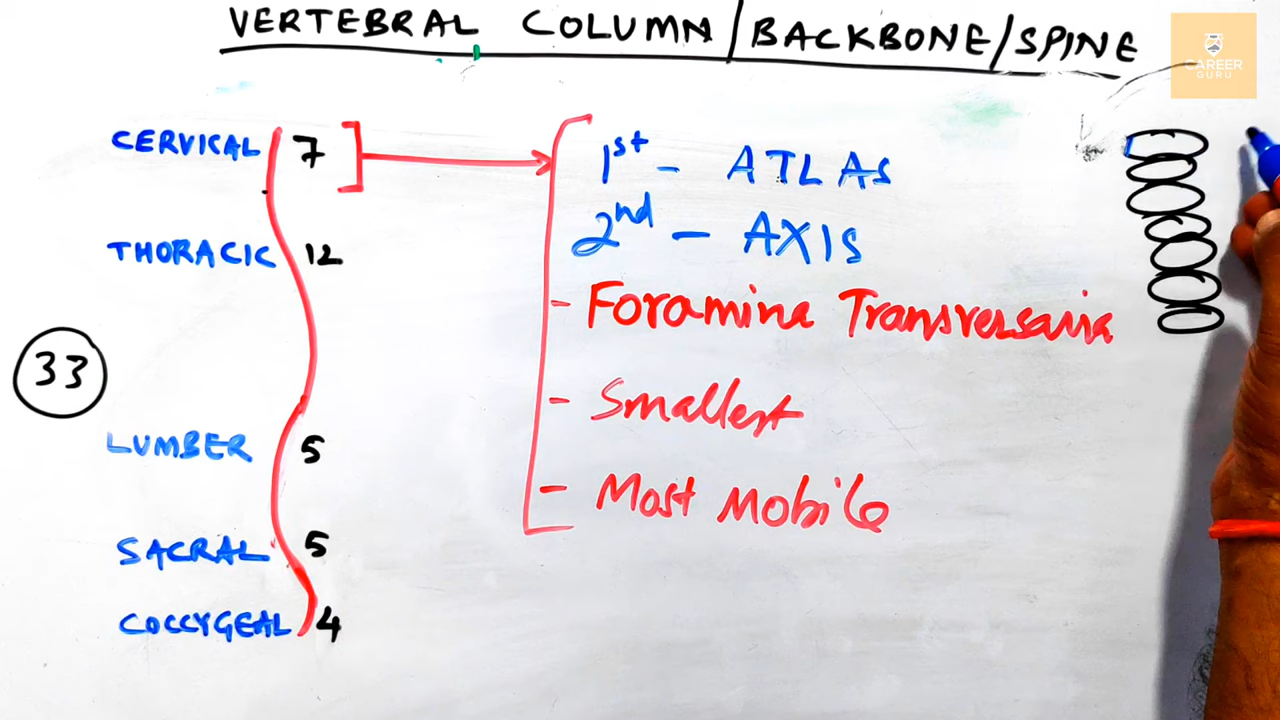 VERTEBRAL COLUMN/BACKBONE/SPINE
CAREER
GURU
CERVICAL 7
THORACIC 12
33
LUMBER 5
SACRAL 5
COCCYGEAL 4
1st - ATLAS
2nd - AXIS
- Foramina Transversaria
- Smallest
- Most Mobile